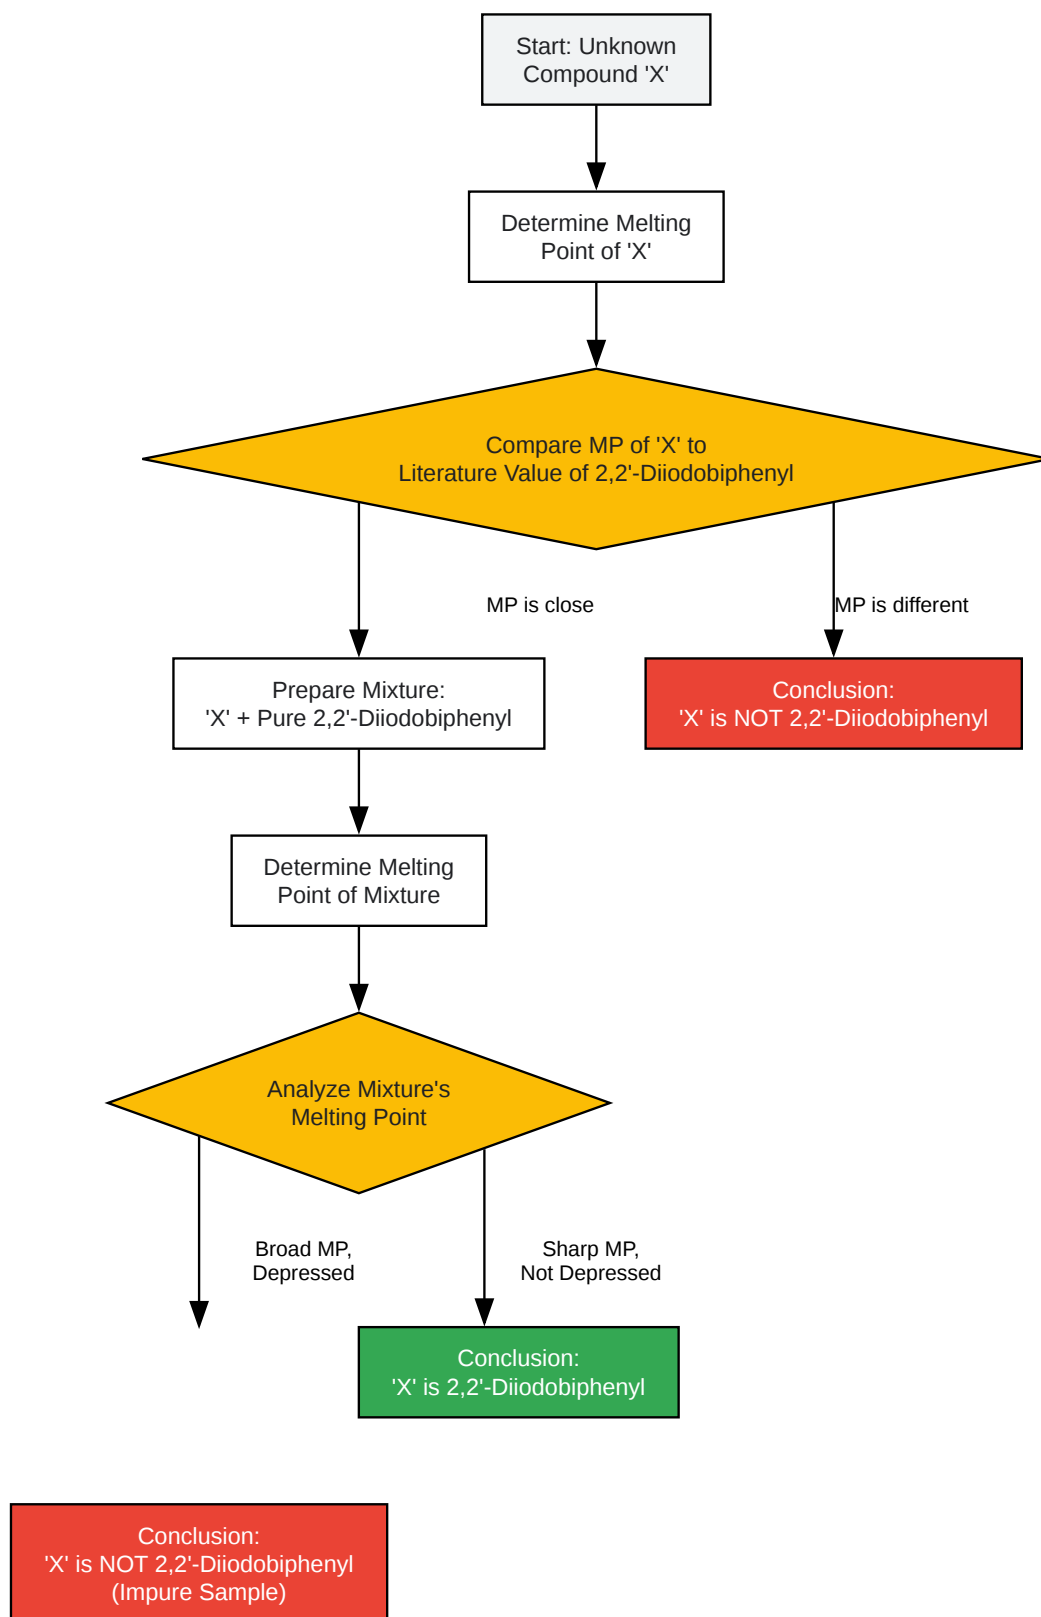 Start: Unknown
Compound 'X'
Determine Melting
Point of 'X'
Compare MP of 'X' to
Literature Value of 2,2'-Diiodobiphenyl
MP is close
MP is different
Prepare Mixture:
'X' + Pure 2,2'-Diiodobiphenyl
Conclusion:
'X' is NOT 2,2'-Diiodobiphenyl
Determine Melting
Point of Mixture
Analyze Mixture's
Melting Point
Broad MP,
Depressed
Sharp MP,
Not Depressed
Conclusion:
'X' is 2,2'-Diiodobiphenyl
Conclusion:
'X' is NOT 2,2'-Diiodobiphenyl
(Impure Sample)